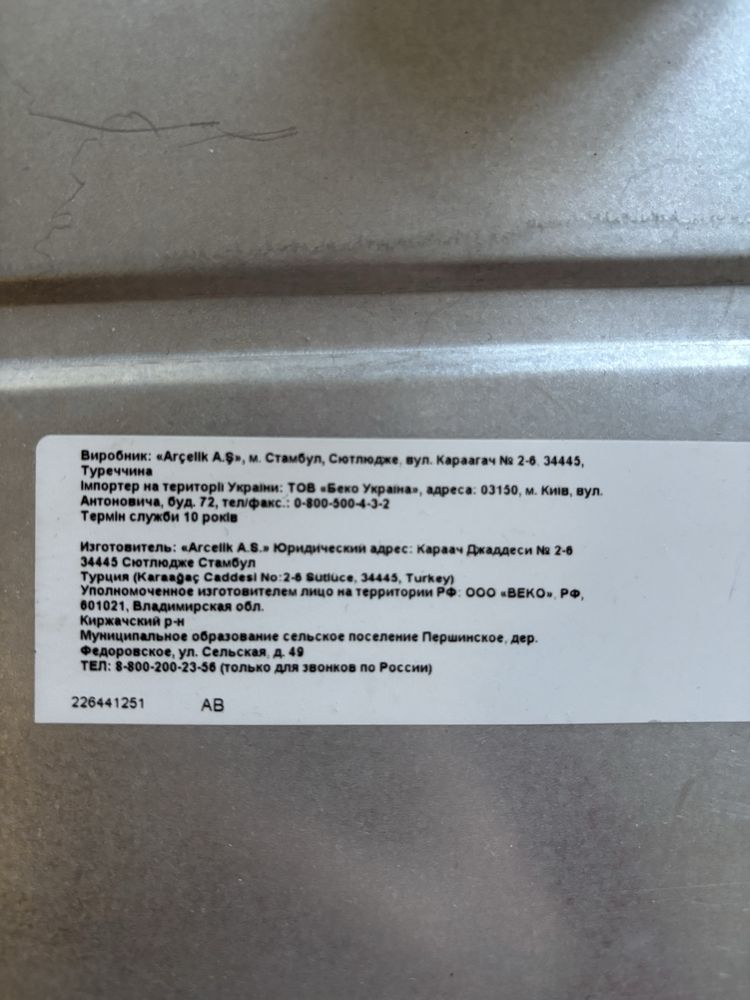 Виробник: «Arçelik A.Ş», м. Стамбул, Сютлюдже, вул. Караагач № 2-6, 34445,
Туреччина
Імпортер на території України: ТОВ «Беко Україна», адреса: 03150, м. Київ, вул.
Антоновича, буд. 72, тел/факс.: 0-800-500-4-3-2
Термін служби 10 років
Изготовитель: «Arcelik A.S.» Юридический адрес: Караач Джаддеси № 2-6
34445 Сютлюдже Стамбул
Турция (Karaağaç Caddesi No:2-6 Sutluce, 34445, Turkey)
Уполномоченное изготовителем лицо на территории РФ: ООО «ВЕКО», РФ,
601021, Владимирская обл.
Киржачский р-н
Муниципальное образование сельское поселение Першинское, дер.
Федоровское, ул. Сельская, д. 49
ТЕЛ: 8-800-200-23-56 (только для звонков по России)
226441251 AB